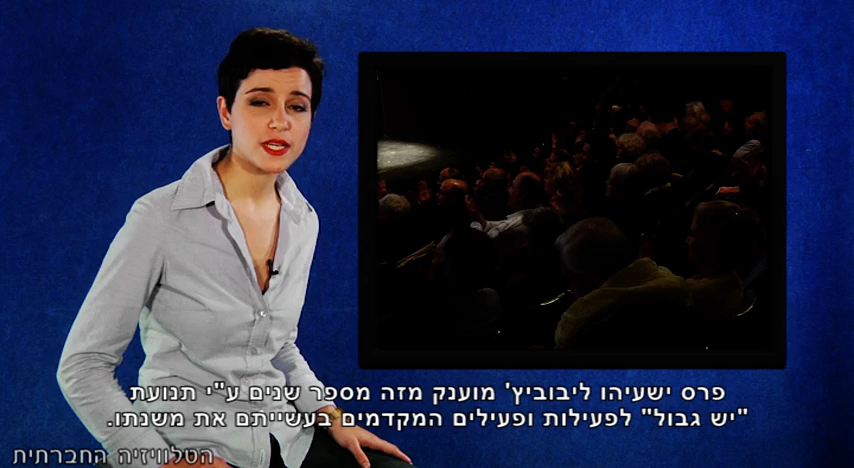 פרס ישעיהו ליבוביץ' מוענק מזה מספר שנים ע"י תנועת
"יש גבול" לפעילות ופעילים המקדמים בעשייתם את משנתו.
הטלוויזיה החברתית